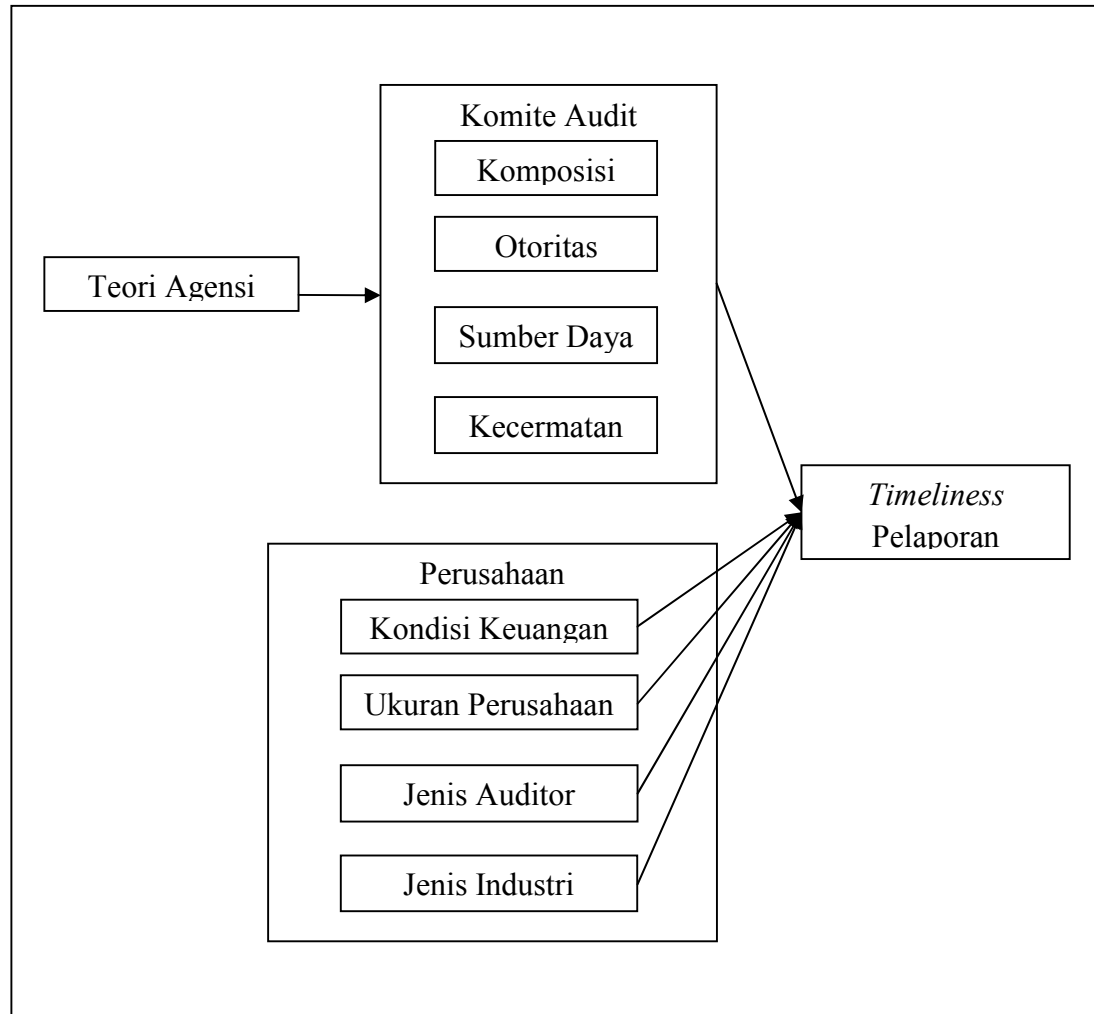 Komite Audit
Komposisi
Otoritas
Teori Agensi
Sumber Daya
Kecermatan
Timeliness
Pelaporan
Perusahaan
Kondisi Keuangan
Ukuran Perusahaan
Jenis Auditor
Jenis Industri